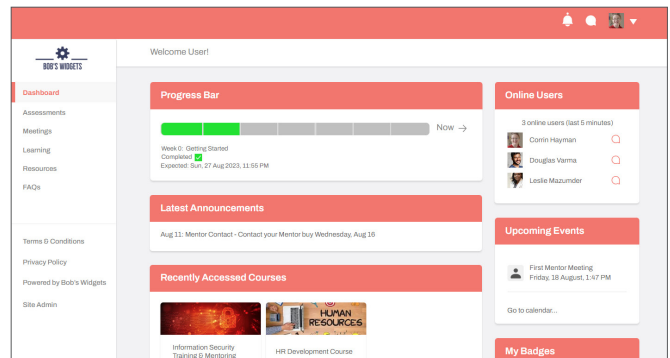 BOB'S WIDGETS
Welcome User!
Dashboard
Assessments
Meetings
Learning
Resources
FAQs
Terms & Conditions
Privacy Policy
Powered by Bob's Widgets
Site Admin
Progress Bar
Now →
Week 0: Getting Started
Completed ✅
Expected: Sun, 27 Aug 2023, 11:55 PM
Latest Announcements
Aug 11: Mentor Contact - Contact your Mentor buy Wednesday, Aug 16
Recently Accessed Courses
HUMAN
RESOURCES
Information Security
Training & Mentoring
HR Development Course
Online Users
3 online users (last 5 minutes)
Corrin Hayman
Douglas Varma
Leslie Mazumder
Upcoming Events
First Mentor Meeting
Friday, 18 August, 1:47 PM
Go to calendar...
My Badges